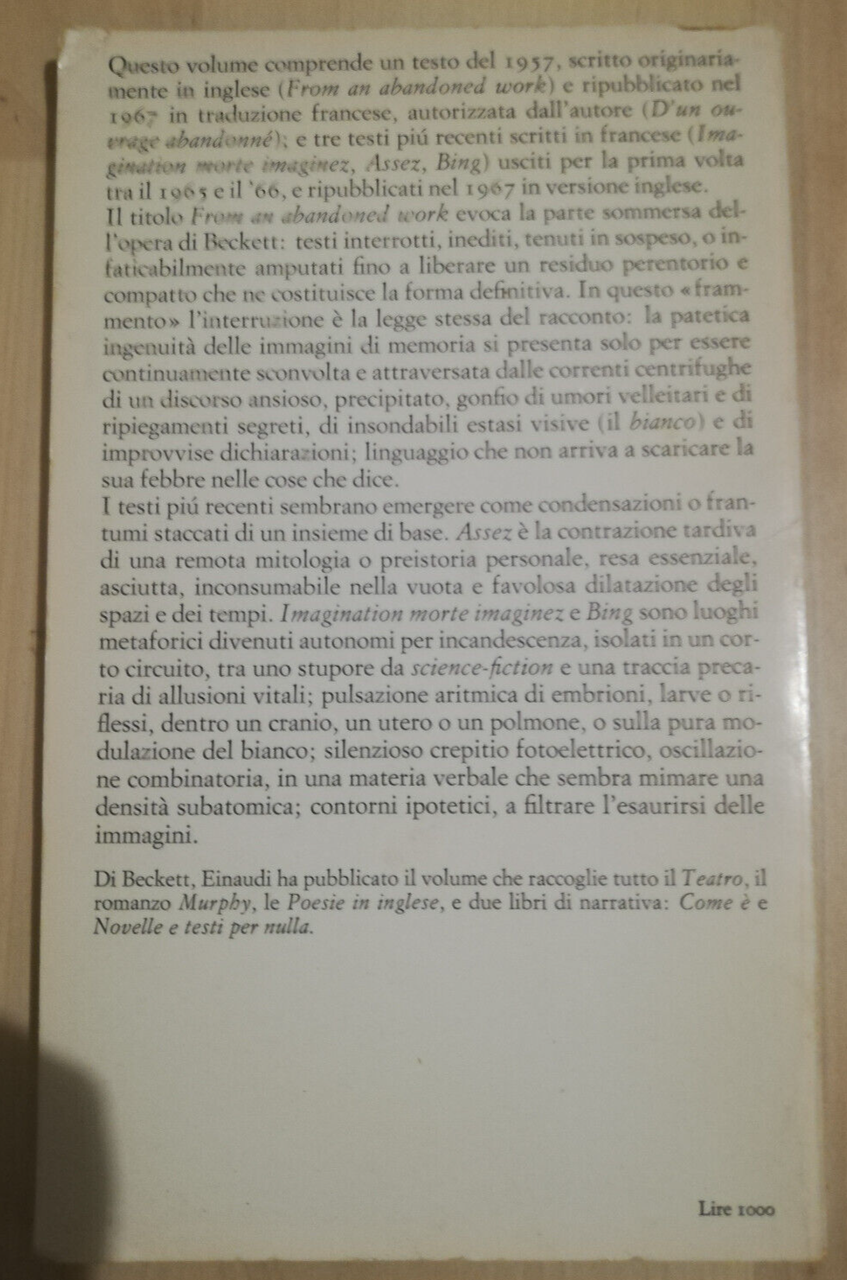 Questo volume comprende un testo del 1957, scritto originaria-
mente in inglese (From an abandoned work) e ripubblicato nel
1967 in traduzione francese, autorizzata dall'autore (D'un ou-
vrage abandonné); e tre testi piú recenti scritti in francese (Ima-
gination morte imaginez, Assez, Bing) usciti per la prima volta
tra il 1965 e il '66, e ripubblicati nel 1967 in versione inglese.
Il titolo From an abandoned work evoca la parte sommersa del-
l'opera di Beckett: testi interrotti, inediti, tenuti in sospeso, o in-
faticabilmente amputati fino a liberare un residuo perentorio e
compatto che ne costituisce la forma definitiva. In questo «fram-
mento» l'interruzione è la legge stessa del racconto: la patetica
ingenuità delle immagini di memoria si presenta solo per essere
continuamente sconvolta e attraversata dalle correnti centrifughe
di un discorso ansioso, precipitato, gonfio di umori velleitari e di
ripiegamenti segreti, di insondabili estasi visive (il bianco) e di
improvvise dichiarazioni; linguaggio che non arriva a scaricare la
sua febbre nelle cose che dice.
I testi piú recenti sembrano emergere come condensazioni o fran-
tumi staccati di un insieme di base. Assez è la contrazione tardiva
di una remota mitologia o preistoria personale, resa essenziale,
asciutta, inconsumabile nella vuota e favolosa dilatazione degli
spazi e dei tempi. Imagination morte imaginez e Bing sono luoghi
metaforici divenuti autonomi per incandescenza, isolati in un cor-
to circuito, tra uno stupore da science-fiction e una traccia preca-
ria di allusioni vitali; pulsazione aritmica di embrioni, larve o ri-
flessi, dentro un cranio, un utero o un polmone, o sulla pura mo-
dulazione del bianco; silenzioso crepitio fotoelettrico, oscillazio-
ne combinatoria, in una materia verbale che sembra mimare una
densità subatomica; contorni ipotetici, a filtrare l'esaurirsi delle
immagini.
Di Beckett, Einaudi ha pubblicato il volume che raccoglie tutto il Teatro, il
romanzo Murphy, le Poesie in inglese, e due libri di narrativa: Come è e
Novelle e testi per nulla.
Lire 1000